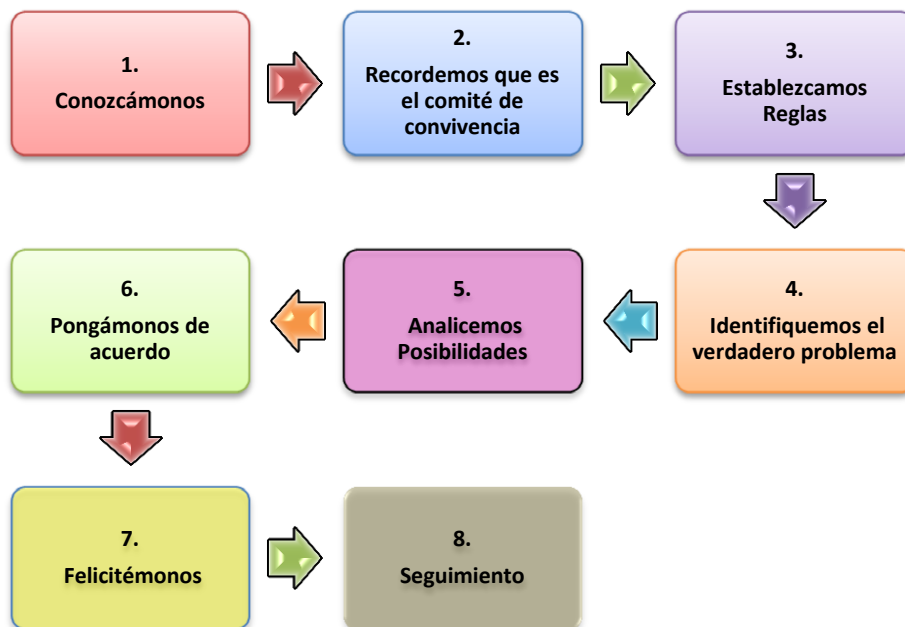 1.
Conozcámonos
2.
Recordemos que es
el comité de
convivencia
3.
Establezcamos
Reglas
4.
Identifiquemos el
verdadero problema
5.
Analicemos
Posibilidades
6.
Pongámonos de
acuerdo
7.
Felicitémonos
8.
Seguimiento